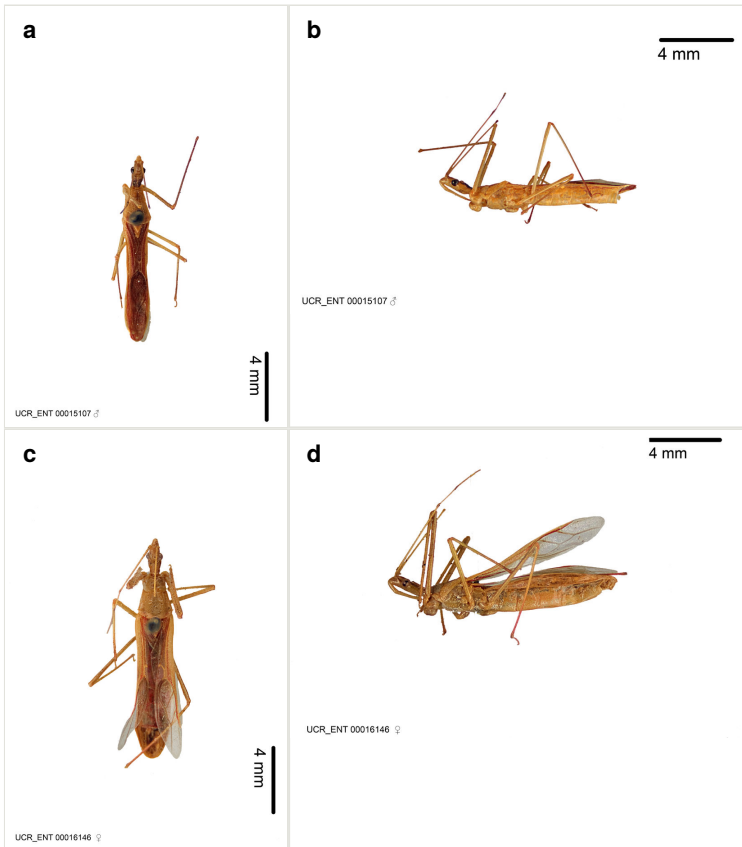 a
UCR_ENT 00015107 ♂
4 mm
b
4 mm
UCR_ENT 00015107 ♂
c
UCR_ENT 00016146 ♀
4 mm
d
4 mm
UCR_ENT 00016146 ♀